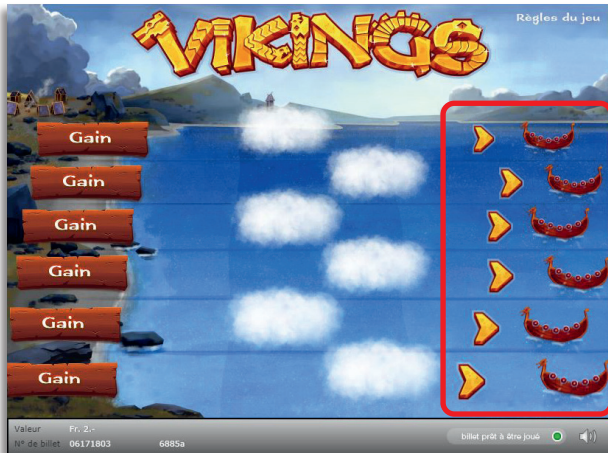 VIKINGS
Règles du jeu
Gain
Gain
Gain
Gain
Gain
Gain
Valeur Fr. 2.-
N° de billet 06171803 6885a
billet prêt à être joué